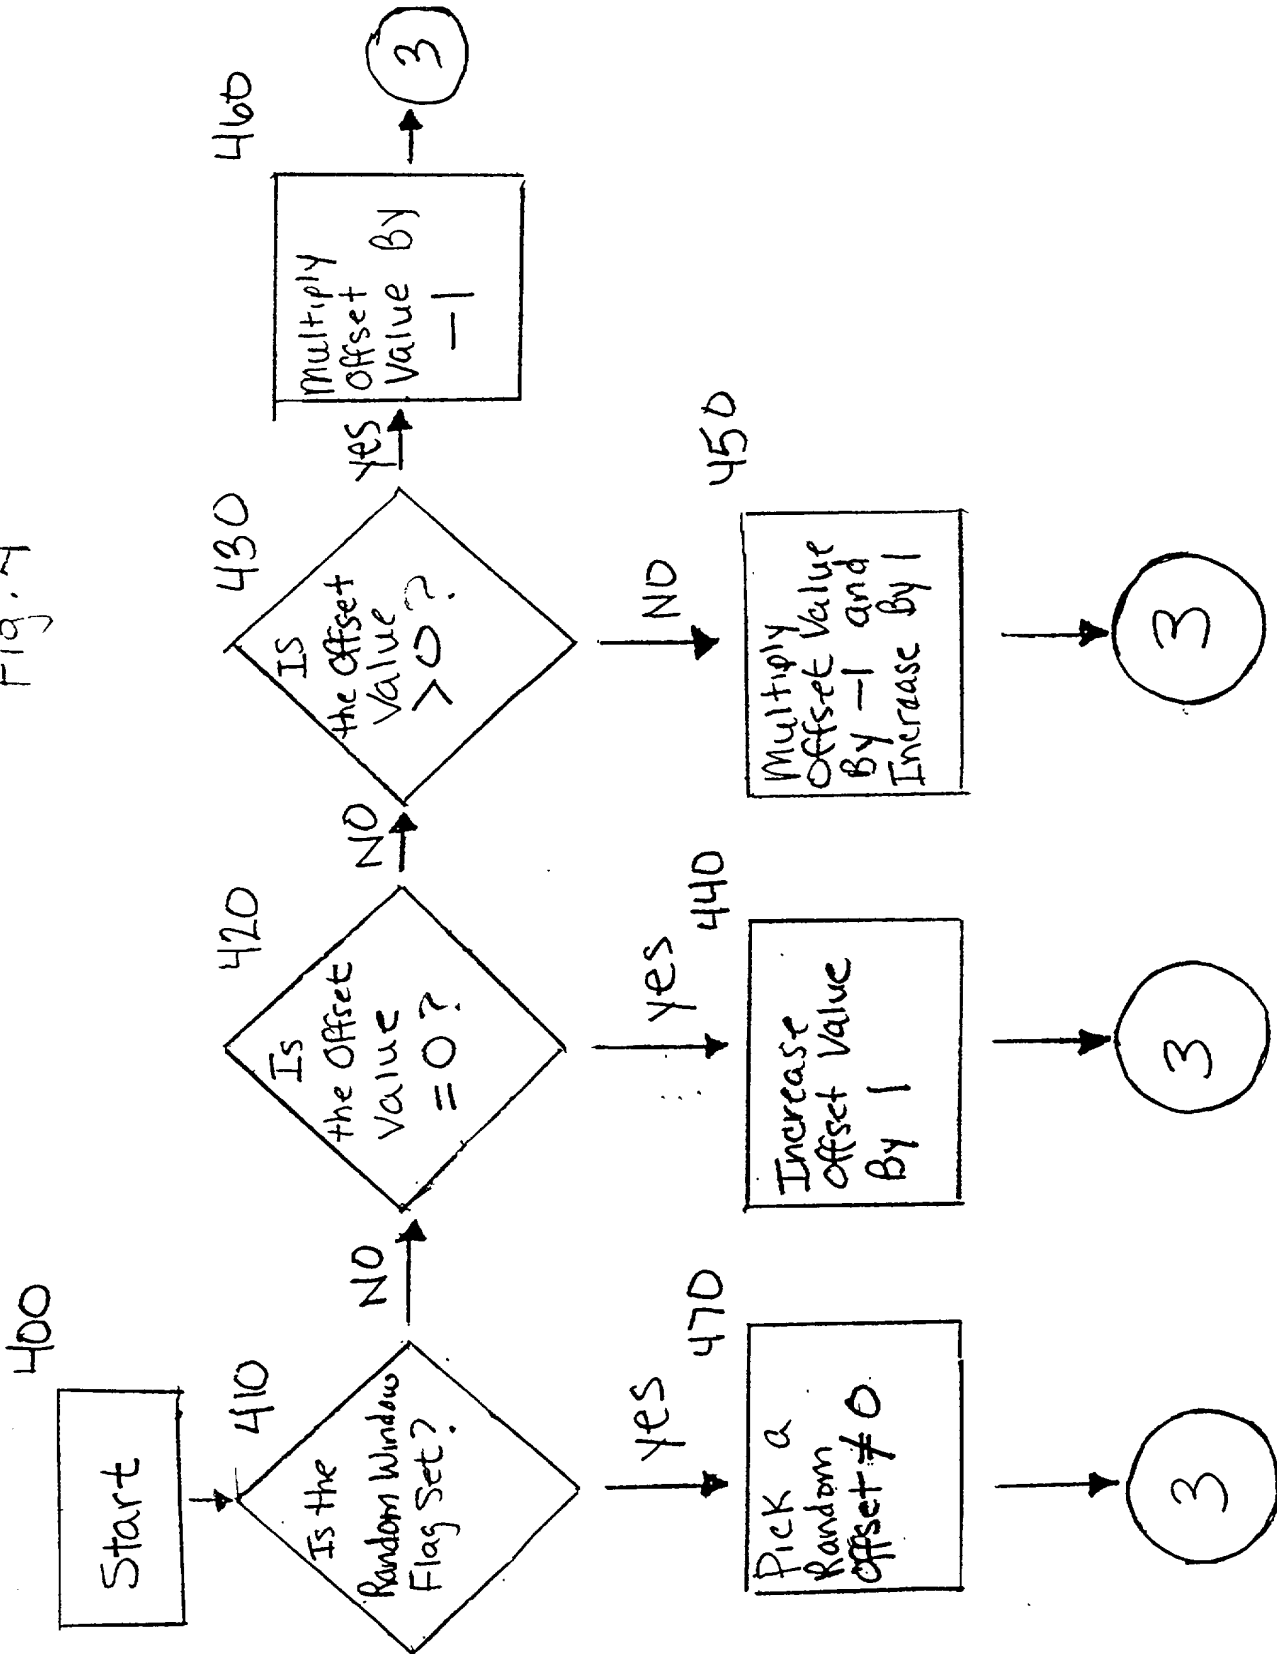 Fig. 4
400
Start
410
Is the
Random Window
Flag Set?
NO
420
Is
the Offset
Value
=0?
NO
430
Is
the Offset
Value
>0?
yes
460
Multiply
Offset
Value By
-1
3
yes
470
Pick a
Random
Offset ≠ 0
3
yes
440
Increase
Offset Value
By 1
3
NO
450
Multiply
Offset Value
By -1 and
Increase By 1
3